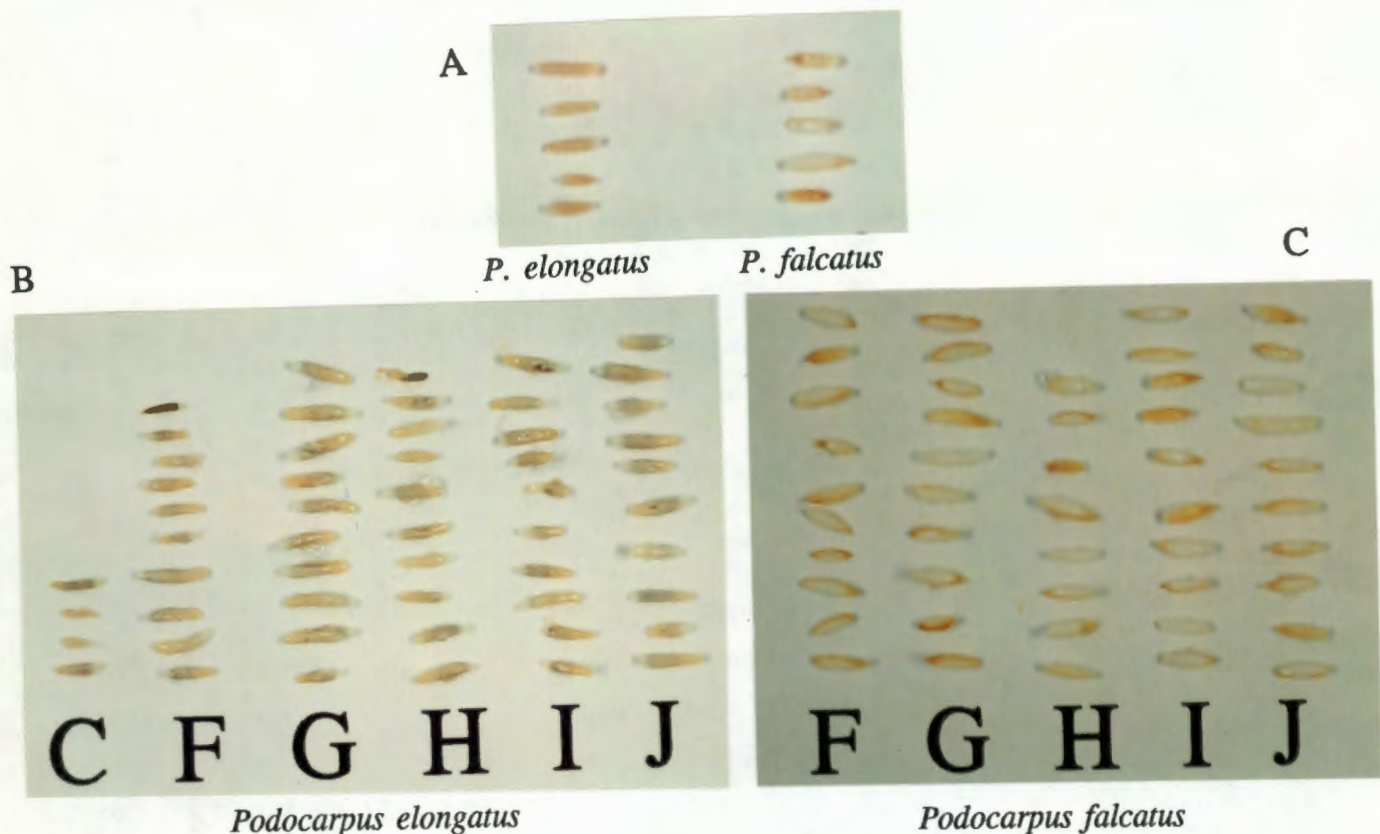 A
P. elongatus P. falcatus
B
C
C F G H I J
F G H I J
Podocarpus elongatus
Podocarpus falcatus